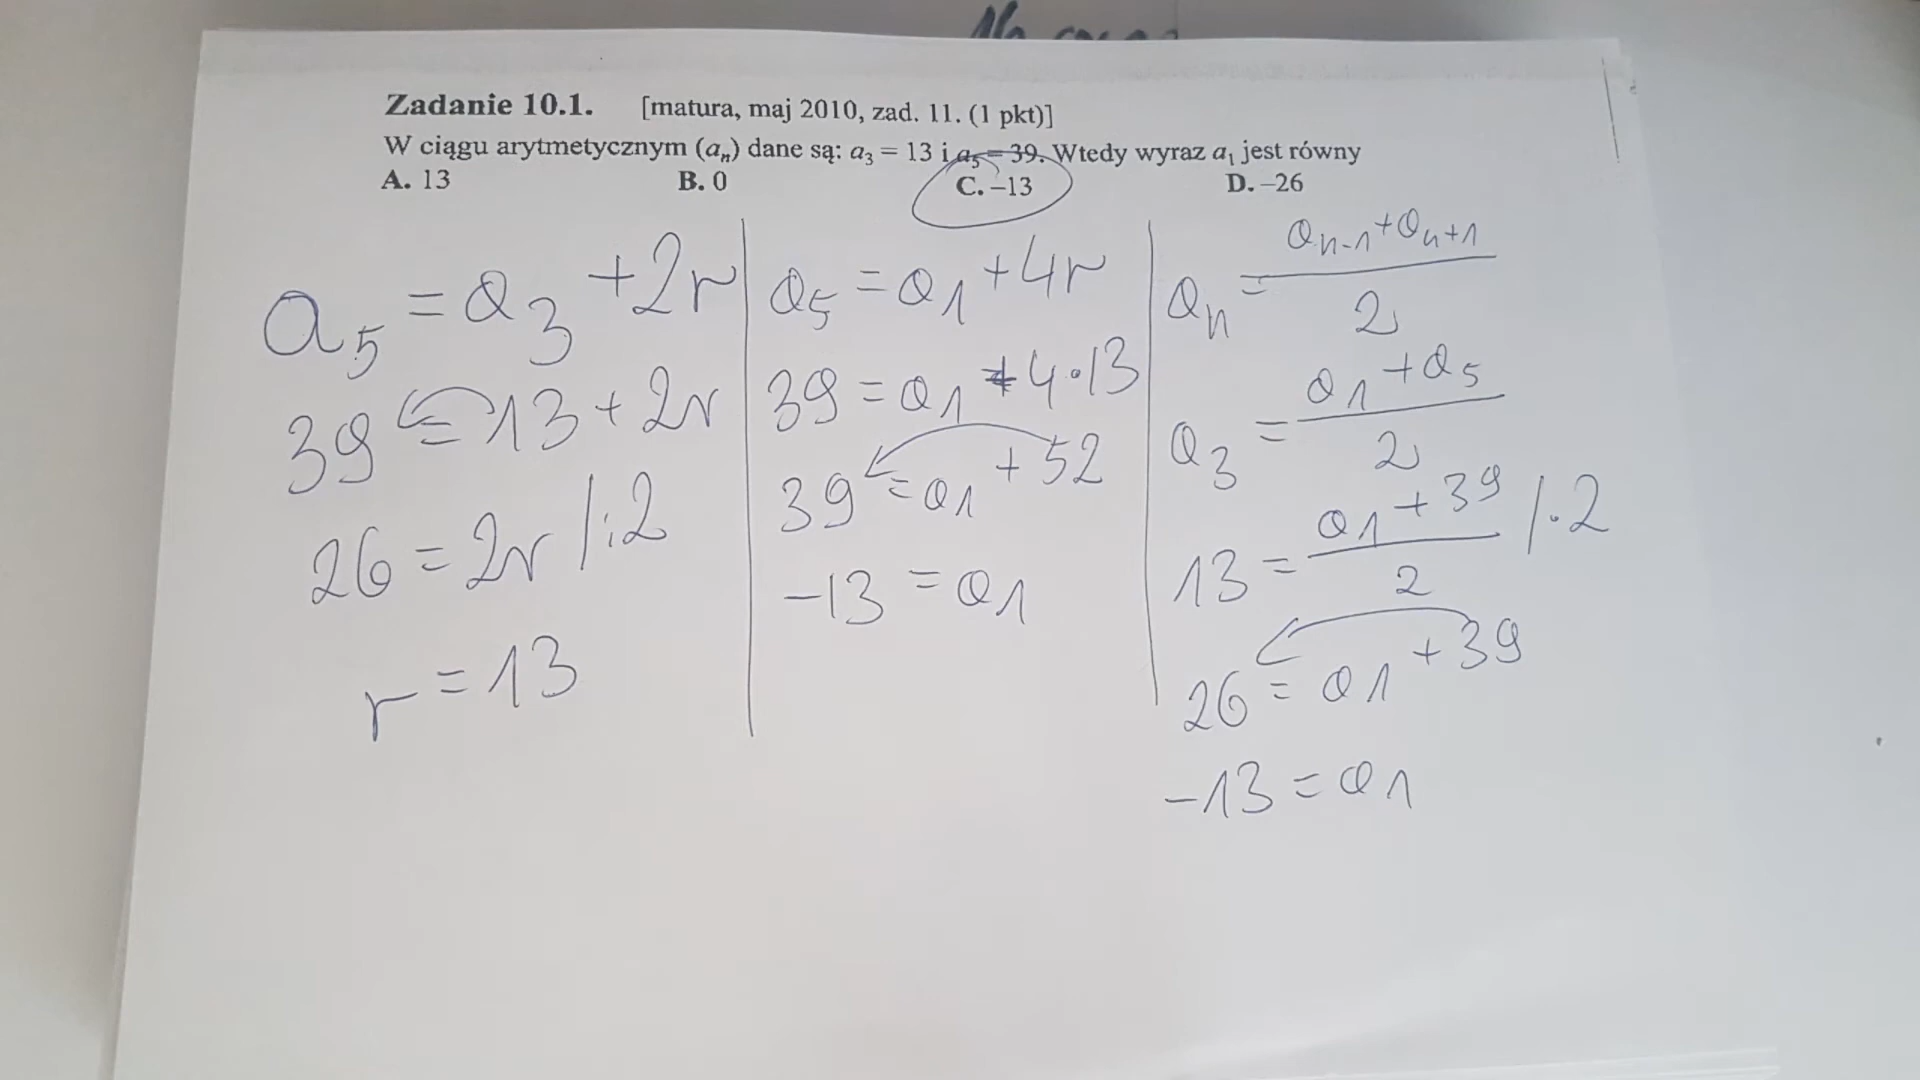 Zadanie 10.1. [matura, maj 2010, zad. 11. (1 pkt)]
W ciągu arytmetycznym (aₙ) dane są: a₃ = 13 i a₅ = 39. Wtedy wyraz a₁ jest równy
A. 13 B. 0 C. –13 D. –26
a₅ = a₃ + 2r
39 = 13 + 2r
26 = 2r /:2
r = 13
a₅ = a₁ + 4r
39 = a₁ + 4·13
39 = a₁ + 52
-13 = a₁
aₙ = (aₙ₋₁ + aₙ₊₁)/2
a₃ = (a₁ + a₅)/2
13 = (a₁ + 39)/2 /·2
26 = a₁ + 39
-13 = a₁